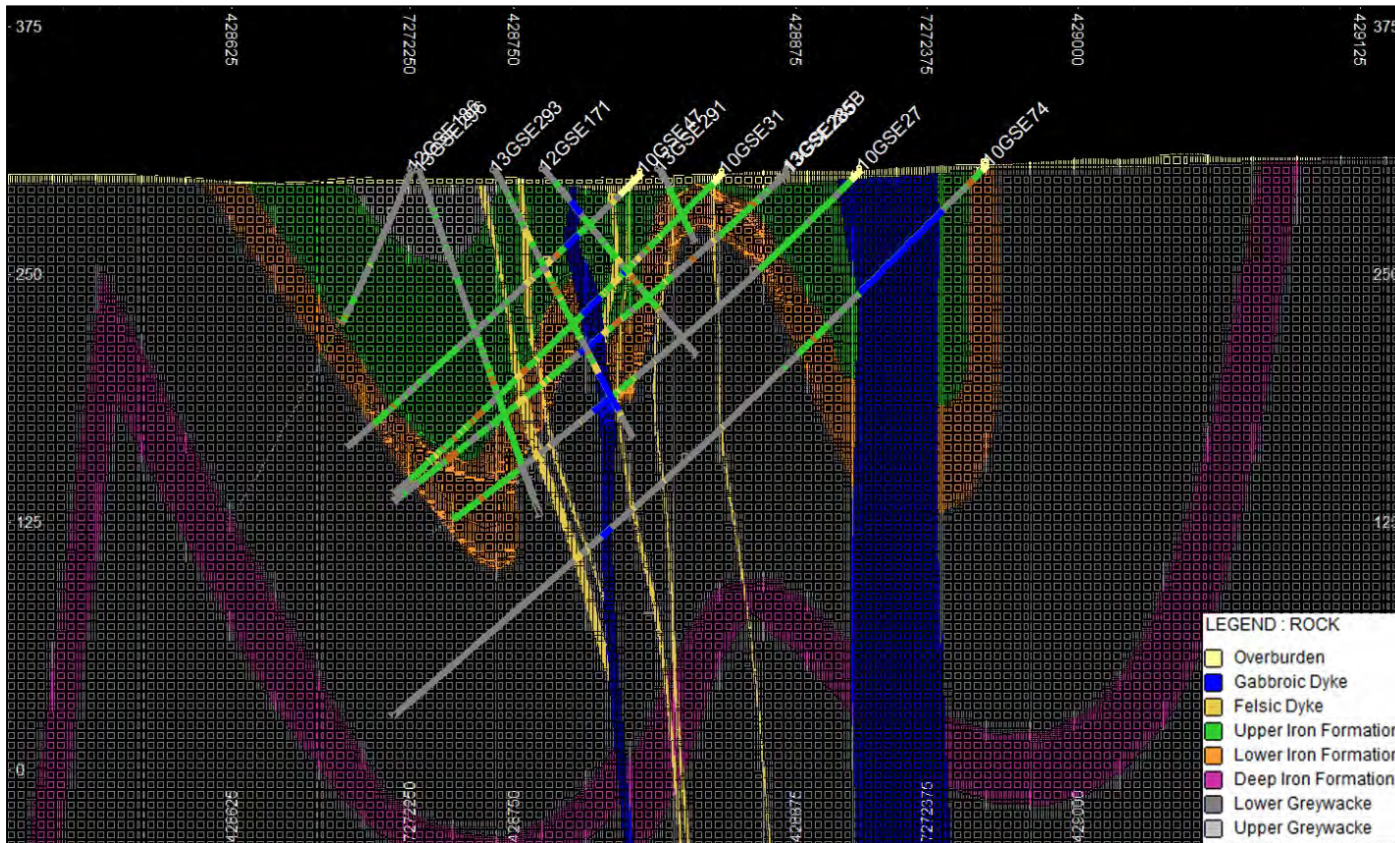 375
428625
7272250
428750
428875
7272375
429000
429125
375
13GSE293
12GSE171
10GSE47
13GSE291
10GSE31
10GSE27
10GSE74
250
250
125
0
428625
7272250
428750
428875
7272375
429000
LEGEND : ROCK
Overburden
Gabbroic Dyke
Felsic Dyke
Upper Iron Formation
Lower Iron Formation
Deep Iron Formation
Lower Greywacke
Upper Greywacke